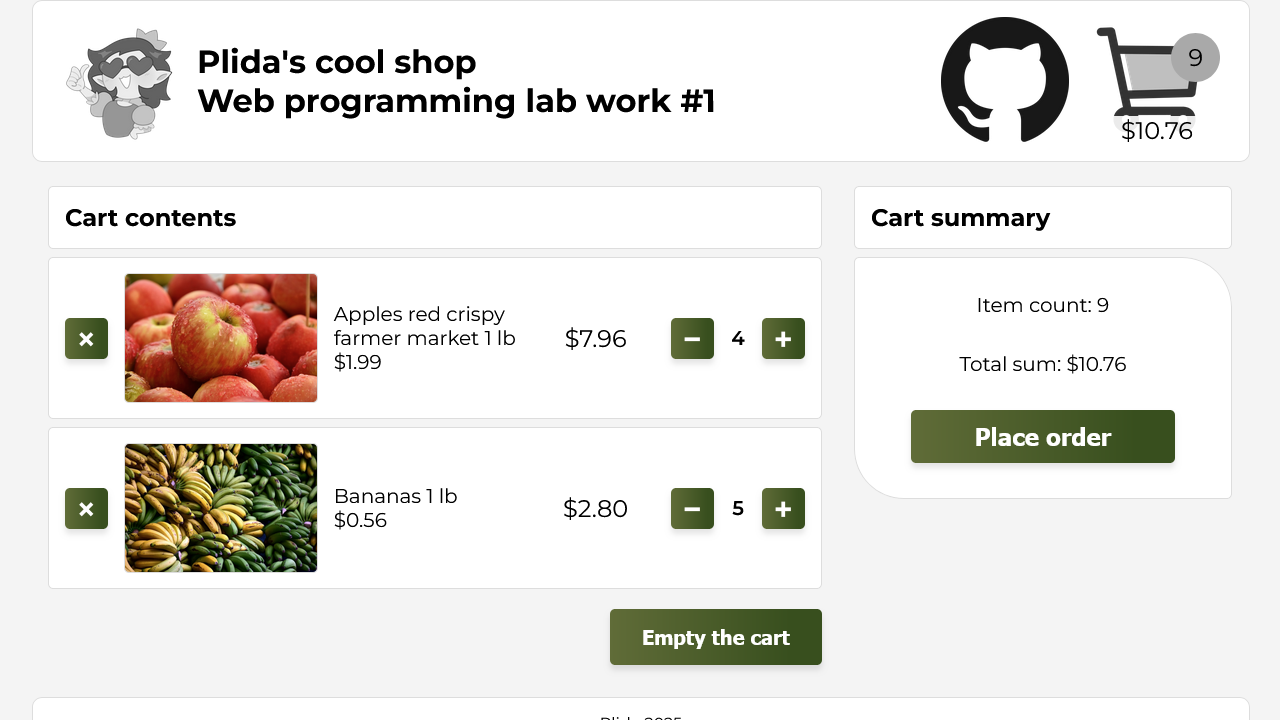 Plida's cool shop
Web programming lab work #1
9
$10.76
Cart contents
×
Apples red crispy
farmer market 1 lb
$1.99
$7.96
−
4
+
×
Bananas 1 lb
$0.56
$2.80
−
5
+
Empty the cart
Cart summary
Item count: 9
Total sum: $10.76
Place order